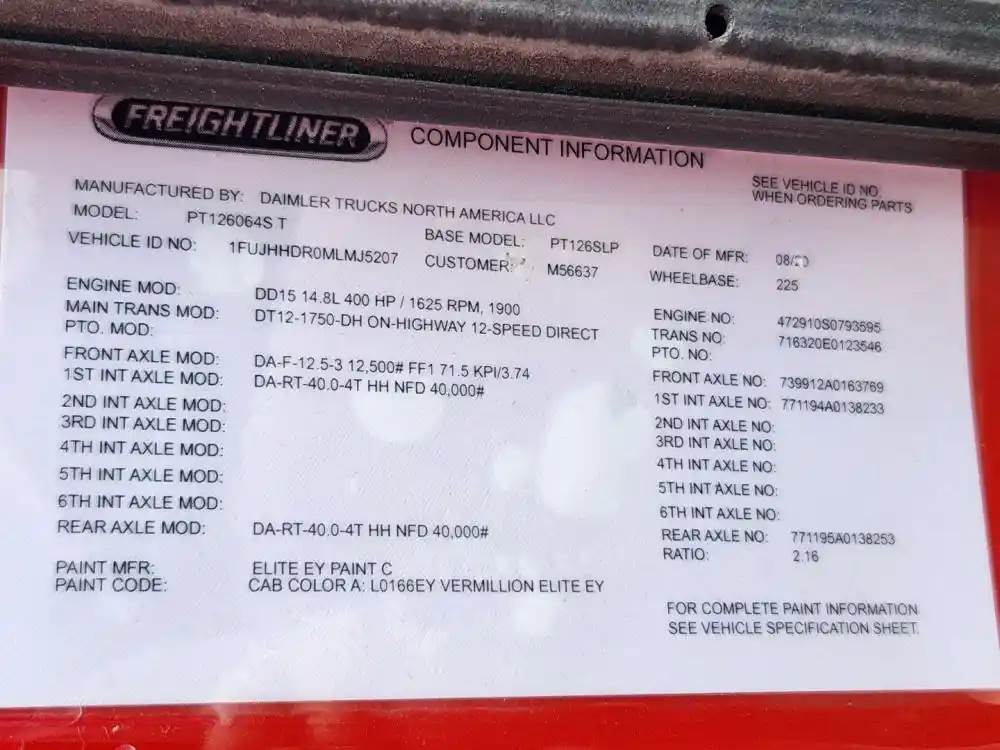 FREIGHTLINER
COMPONENT INFORMATION
SEE VEHICLE ID NO.
WHEN ORDERING PARTS
MANUFACTURED BY: DAIMLER TRUCKS NORTH AMERICA LLC
MODEL: PT126064S T
BASE MODEL: PT126SLP
DATE OF MFR: 08/20
VEHICLE ID NO: 1FUJHHDR0MLMJ5207
CUSTOMER: M56637
WHEELBASE: 225
ENGINE MOD: DD15 14.8L 400 HP / 1625 RPM, 1900
ENGINE NO: 472910S0793595
MAIN TRANS MOD: DT12-1750-DH ON-HIGHWAY 12-SPEED DIRECT
TRANS NO: 716320E0123546
PTO. MOD:
PTO. NO:
FRONT AXLE MOD: DA-F-12.5-3 12,500# FF1 71.5 KPI/3.74
FRONT AXLE NO: 739912A0163769
1ST INT AXLE MOD: DA-RT-40.0-4T HH NFD 40,000#
1ST INT AXLE NO: 771194A0138233
2ND INT AXLE MOD:
2ND INT AXLE NO:
3RD INT AXLE MOD:
3RD INT AXLE NO:
4TH INT AXLE MOD:
4TH INT AXLE NO:
5TH INT AXLE MOD:
5TH INT AXLE NO:
6TH INT AXLE MOD:
6TH INT AXLE NO:
REAR AXLE MOD: DA-RT-40.0-4T HH NFD 40,000#
REAR AXLE NO: 771195A0138253
RATIO: 2.16
PAINT MFR: ELITE EY PAINT C
PAINT CODE: CAB COLOR A: L0166EY VERMILLION ELITE EY
FOR COMPLETE PAINT INFORMATION
SEE VEHICLE SPECIFICATION SHEET.